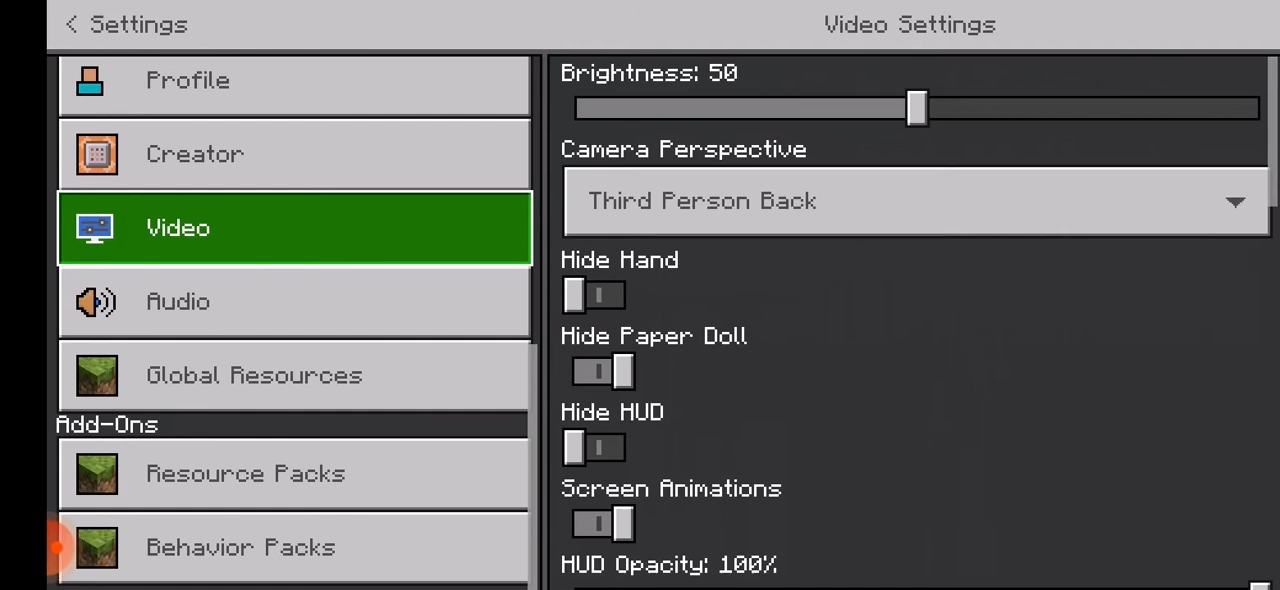 Settings
Video Settings
Profile
Creator
Video
Audio
Global Resources
Add-Ons
Resource Packs
Behavior Packs
Brightness: 50
Camera Perspective
Third Person Back
Hide Hand
Hide Paper Doll
Hide HUD
Screen Animations
HUD Opacity: 100%